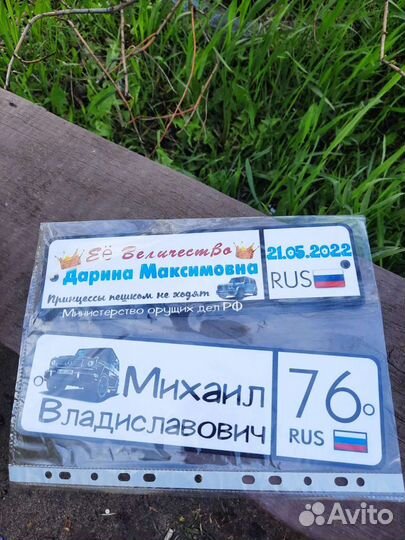 Её Величество
Дарина Максимовна
Принцессы пешком не ходят
Министерство орущих дел РФ
21.05.2022
RUS
Михаил
Владиславович
76
RUS
Avito